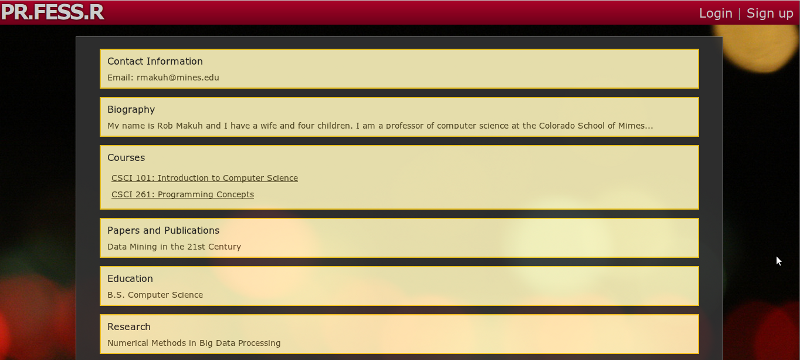 PR.FESS.R
Login | Sign up
Contact Information
Email: rmakuh@mines.edu
Biography
My name is Rob Makuh and I have a wife and four children. I am a professor of computer science at the Colorado School of Mimes...
Courses
CSCI 101: Introduction to Computer Science
CSCI 261: Programming Concepts
Papers and Publications
Data Mining in the 21st Century
Education
B.S. Computer Science
Research
Numerical Methods in Big Data Processing